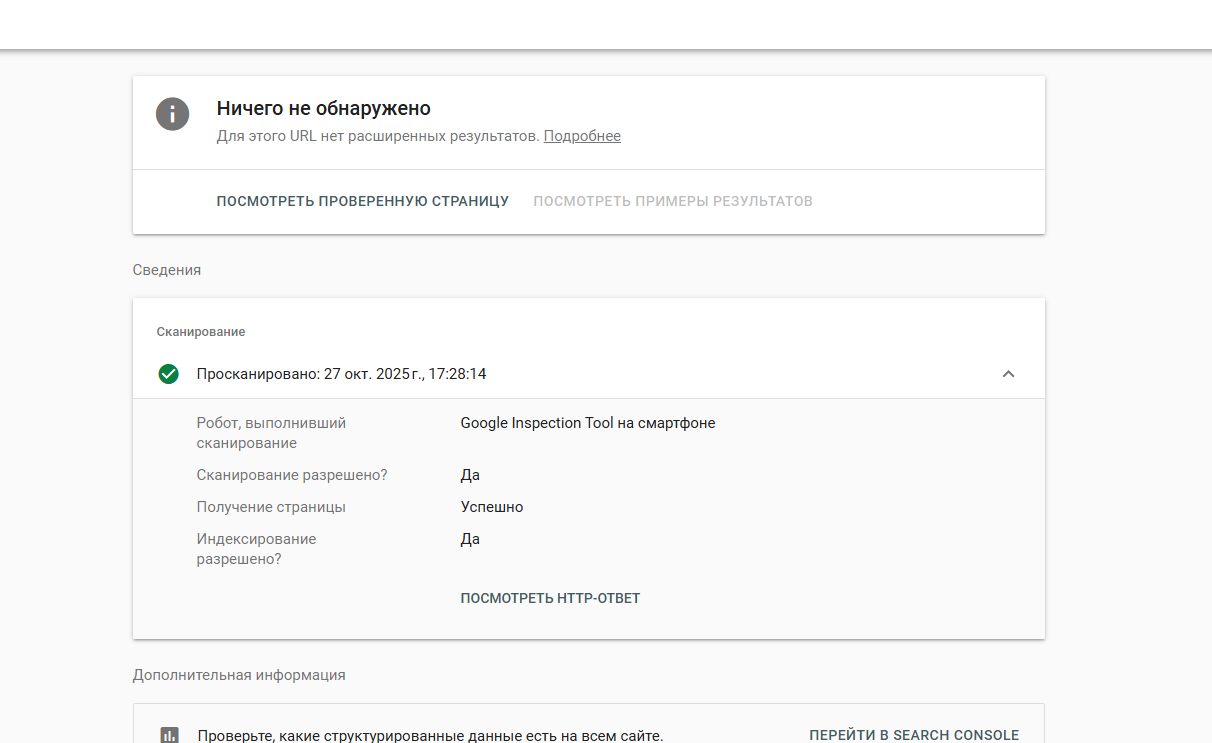 Ничего не обнаружено
Для этого URL нет расширенных результатов. Подробнее
ПОСМОТРЕТЬ ПРОВЕРЕННУЮ СТРАНИЦУ ПОСМОТРЕТЬ ПРИМЕРЫ РЕЗУЛЬТАТОВ
Сведения
Сканирование
Просканировано: 27 окт. 2025 г., 17:28:14
Робот, выполнивший
сканирование
Google Inspection Tool на смартфоне
Сканирование разрешено? Да
Получение страницы Успешно
Индексирование
разрешено?
Да
ПОСМОТРЕТЬ HTTP-ОТВЕТ
Дополнительная информация
Проверьте, какие структурированные данные есть на всем сайте. ПЕРЕЙТИ В SEARCH CONSOLE